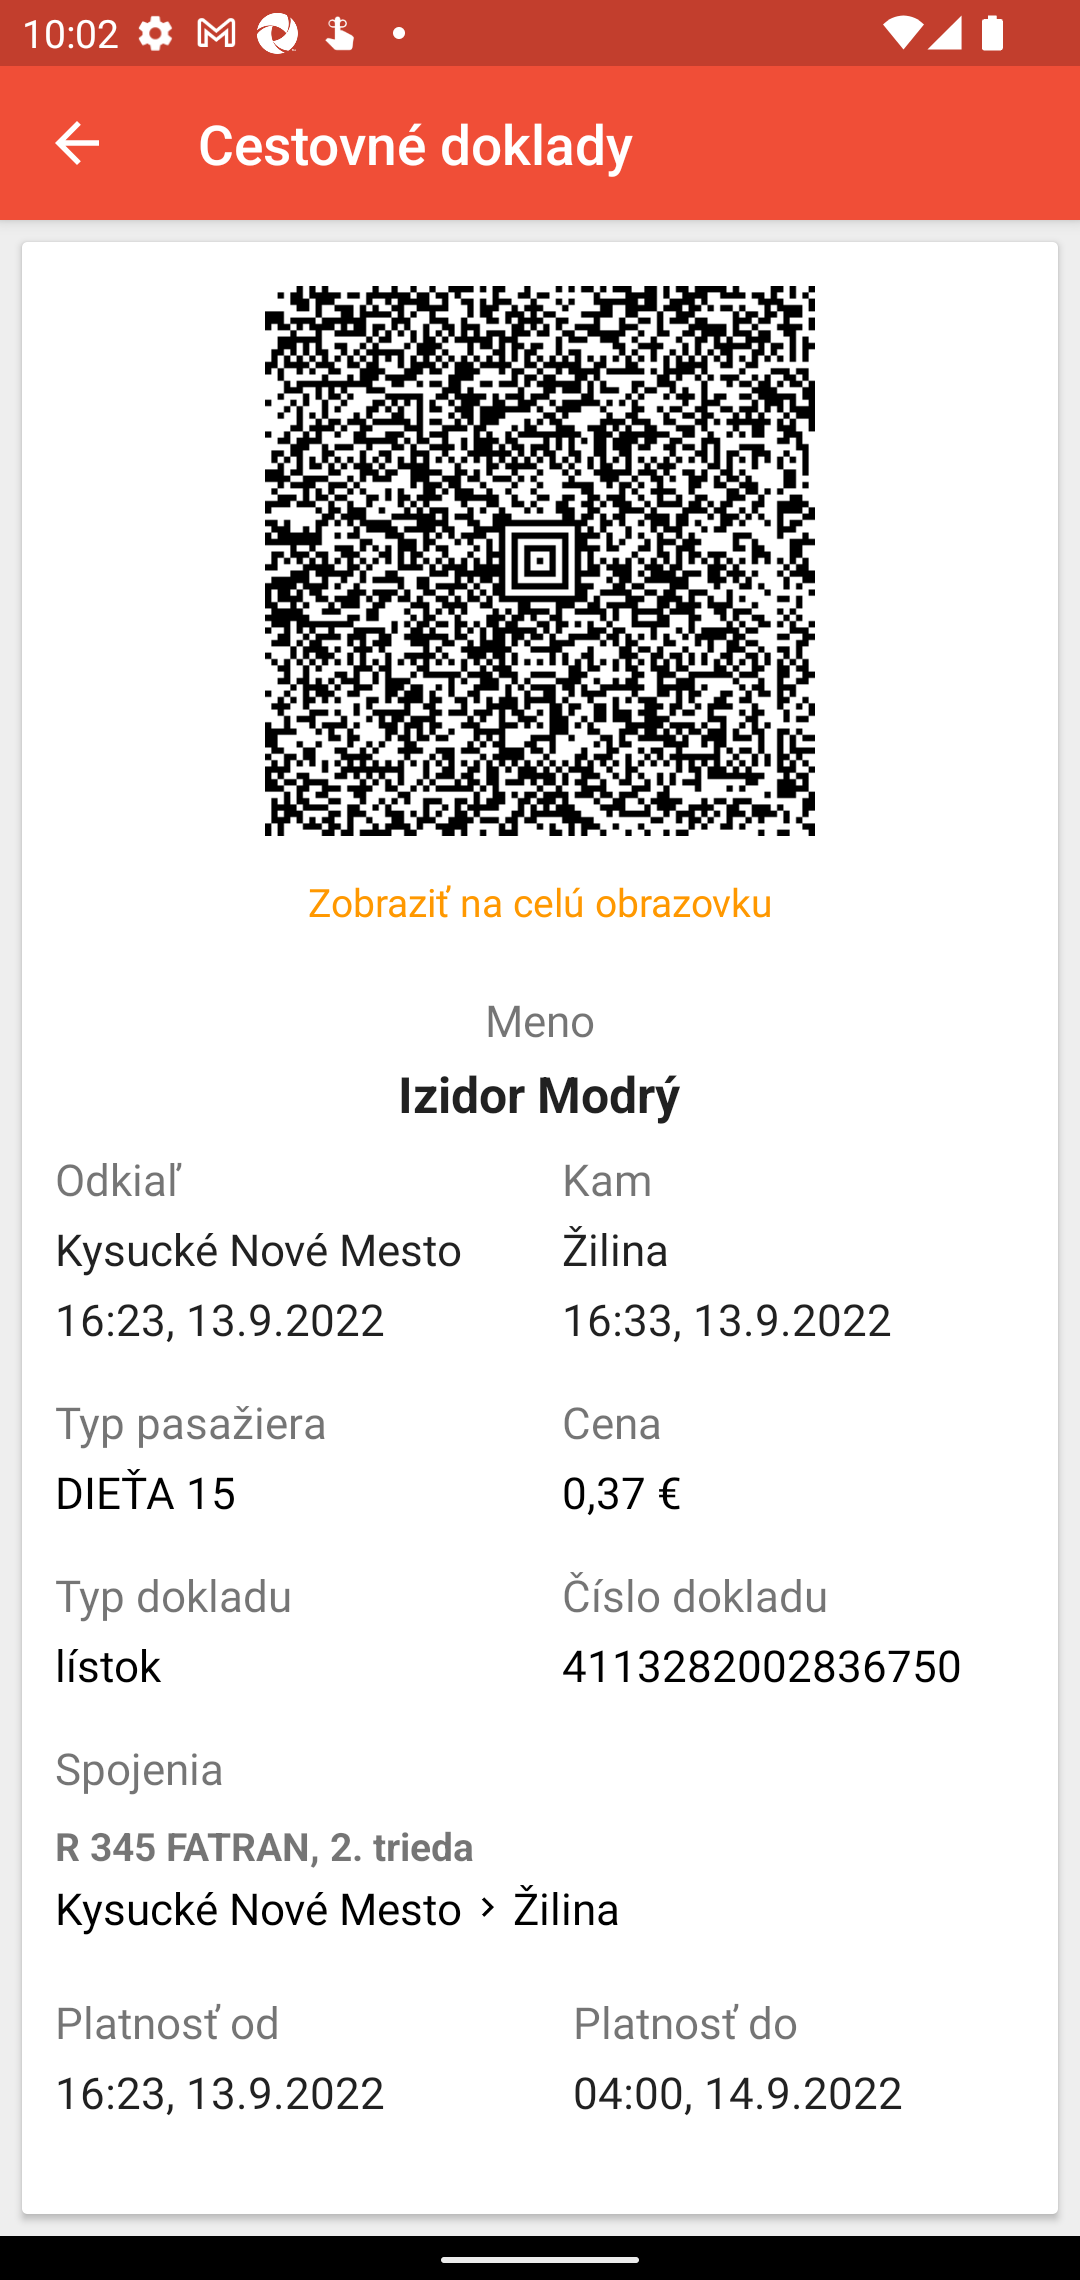 10:02
Cestovné doklady
Zobraziť na celú obrazovku
Meno
Izidor Modrý
Odkiaľ
Kam
Kysucké Nové Mesto
Žilina
16:23, 13.9.2022
16:33, 13.9.2022
Typ pasažiera
Cena
DIEŤA 15
0,37 €
Typ dokladu
Číslo dokladu
lístok
4113282002836750
Spojenia
R 345 FATRAN, 2. trieda
Kysucké Nové Mesto > Žilina
Platnosť od
Platnosť do
16:23, 13.9.2022
04:00, 14.9.2022